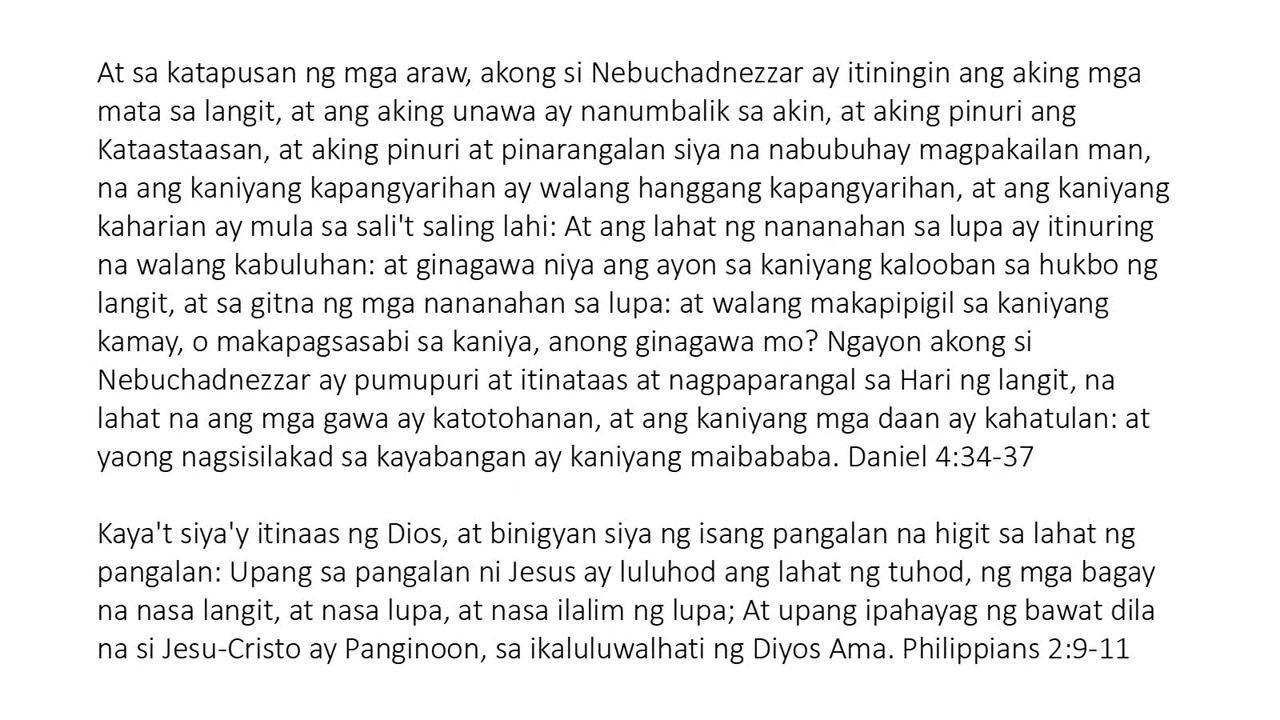 At sa katapusan ng mga araw, akong si Nebuchadnezzar ay itiningin ang aking mga
mata sa langit, at ang aking unawa ay nanumbalik sa akin, at aking pinuri ang
Kataastaasan, at aking pinuri at pinarangalan siya na nabubuhay magpakailan man,
na ang kaniyang kapangyarihan ay walang hanggang kapangyarihan, at ang kaniyang
kaharian ay mula sa sali't saling lahi: At ang lahat ng nananahan sa lupa ay itinuring
na walang kabuluhan: at ginagawa niya ang ayon sa kaniyang kalooban sa hukbo ng
langit, at sa gitna ng mga nananahan sa lupa: at walang makapipigil sa kaniyang
kamay, o makapagsasabi sa kaniya, anong ginagawa mo? Ngayon akong si
Nebuchadnezzar ay pumupuri at itinataas at nagpaparangal sa Hari ng langit, na
lahat na ang mga gawa ay katotohanan, at ang kaniyang mga daan ay kahatulan: at
yaong nagsisilakad sa kayabangan ay kaniyang maibababa. Daniel 4:34-37
Kaya't siya'y itinaas ng Dios, at binigyan siya ng isang pangalan na higit sa lahat ng
pangalan: Upang sa pangalan ni Jesus ay luluhod ang lahat ng tuhod, ng mga bagay
na nasa langit, at nasa lupa, at nasa ilalim ng lupa; At upang ipahayag ng bawat dila
na si Jesu-Cristo ay Panginoon, sa ikaluluwalhati ng Diyos Ama. Philippians 2:9-11